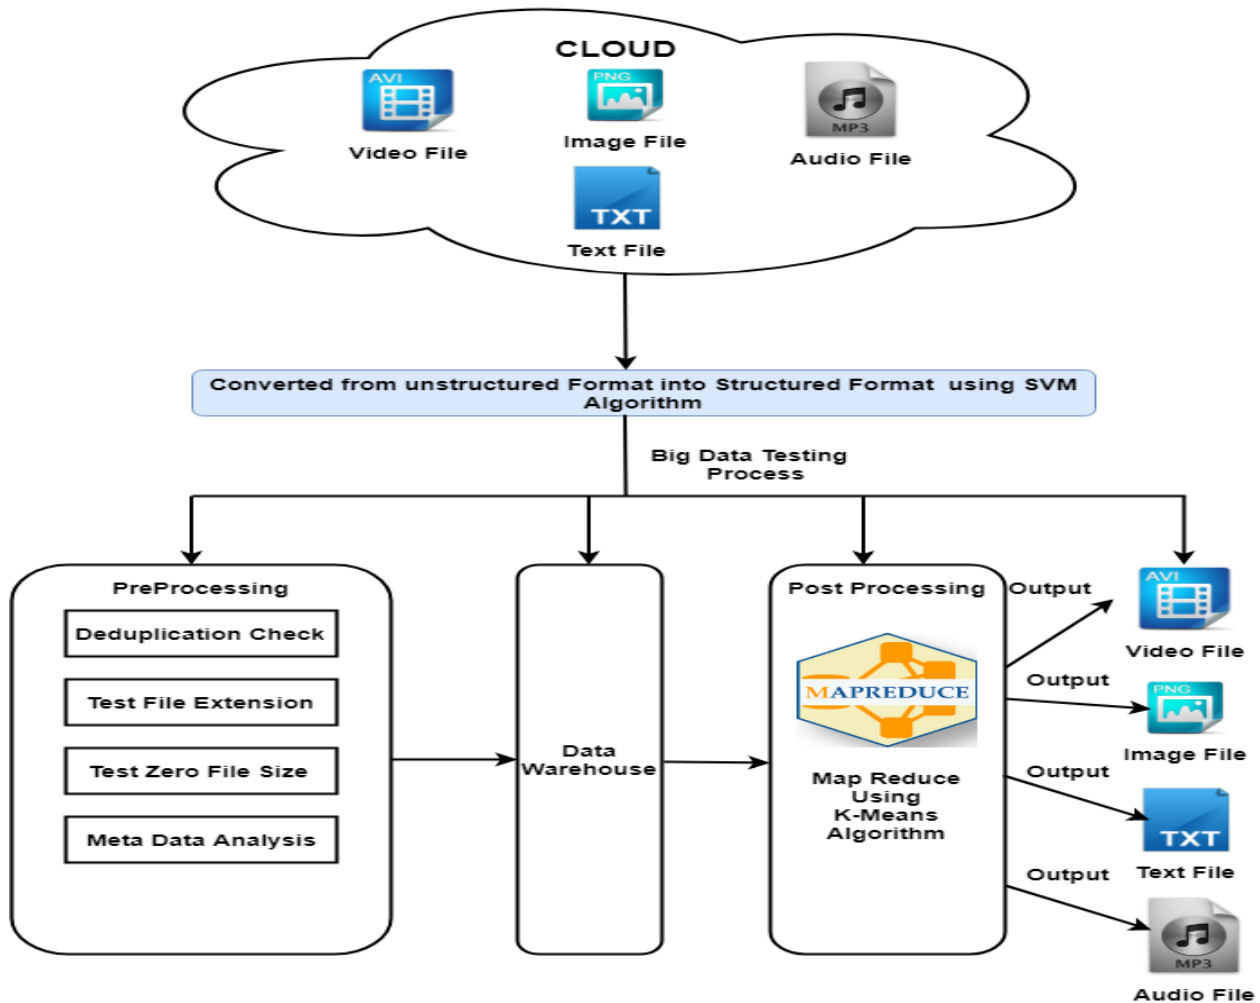 CLOUD
AVI
Video File
PNG
Image File
MP3
Audio File
TXT
Text File
Converted from unstructured Format into Structured Format using SVM
Algorithm
Big Data Testing
Process
PreProcessing
Deduplication Check
Test File Extension
Test Zero File Size
Meta Data Analysis
Data
Warehouse
Post Processing
MAPREDUCE
Map Reduce
Using
K-Means
Algorithm
Output
AVI
Video File
Output
PNG
Image File
Output
TXT
Text File
Output
MP3
Audio File